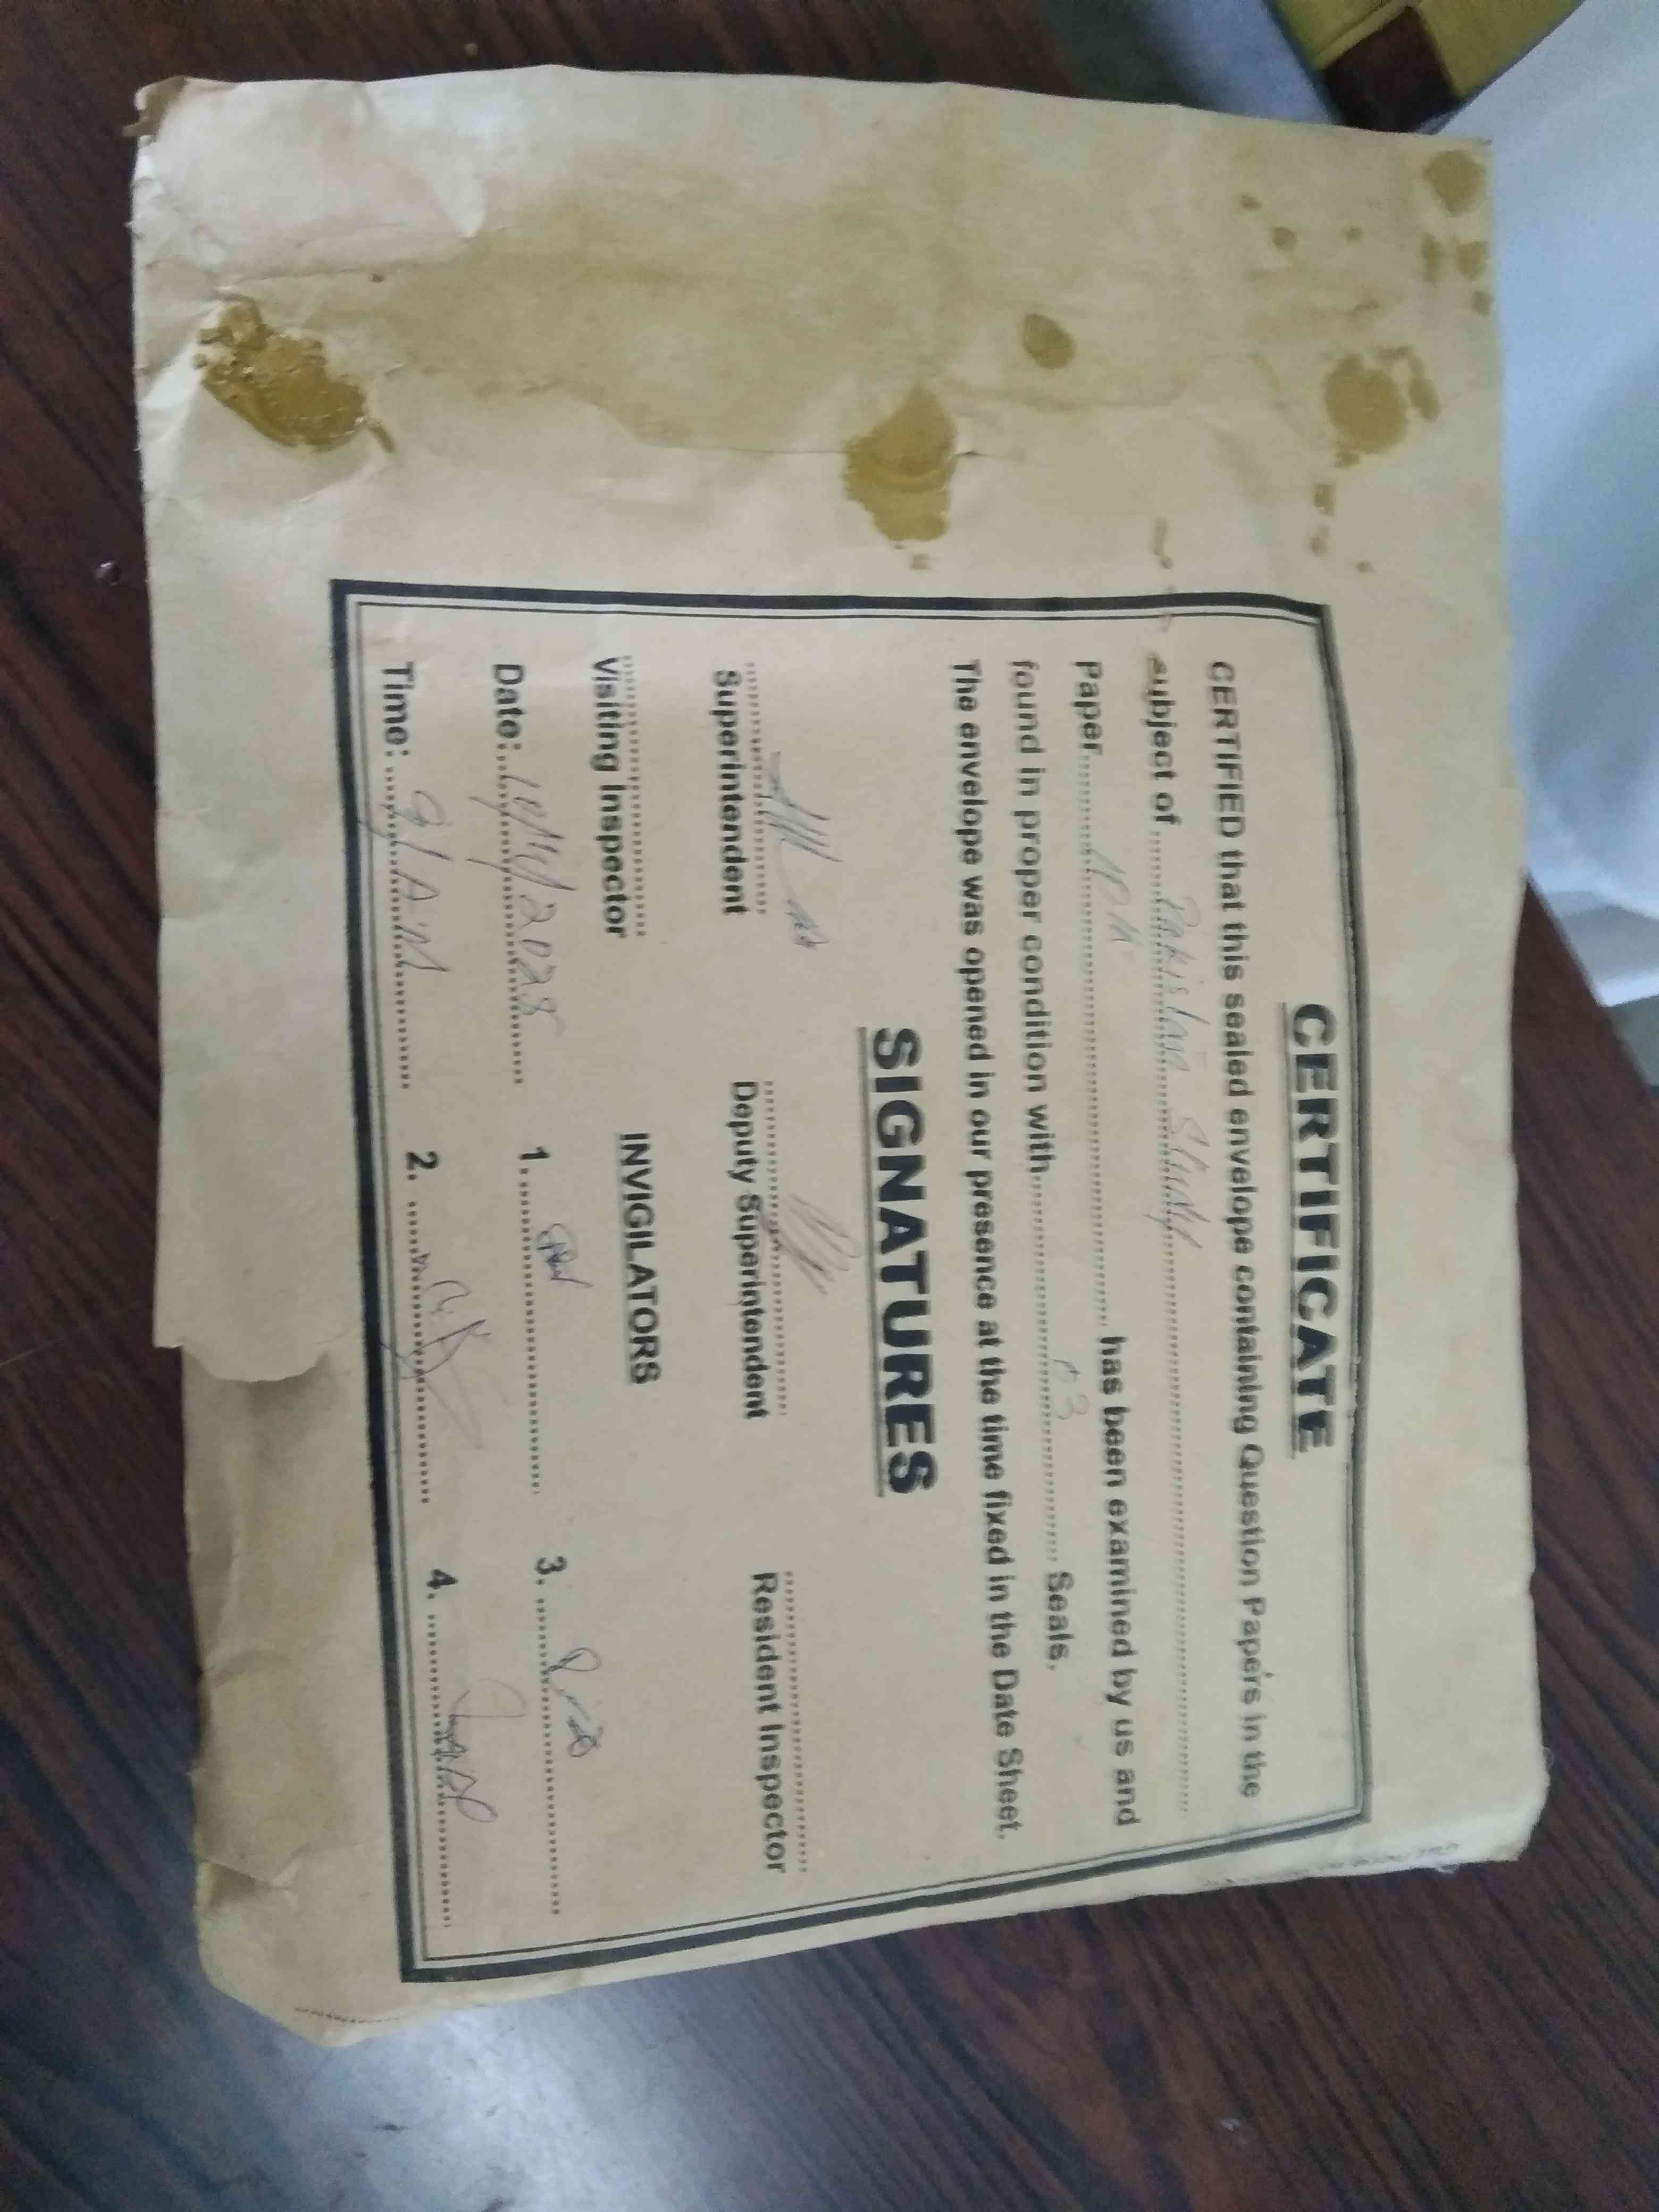 CERTIFICATE
CERTIFIED that this sealed envelope containing Question Papers in the
subject of Pakistan Study
Paper has been examined by us and
found in proper condition with 03 Seals.
The envelope was opened in our presence at the time fixed in the Date Sheet.
SIGNATURES
Superintendent Deputy Superintendent Resident Inspector
Visiting Inspector INVIGILATORS
Date: 2025 1. 3.
Time: 9/AM 2. 4.